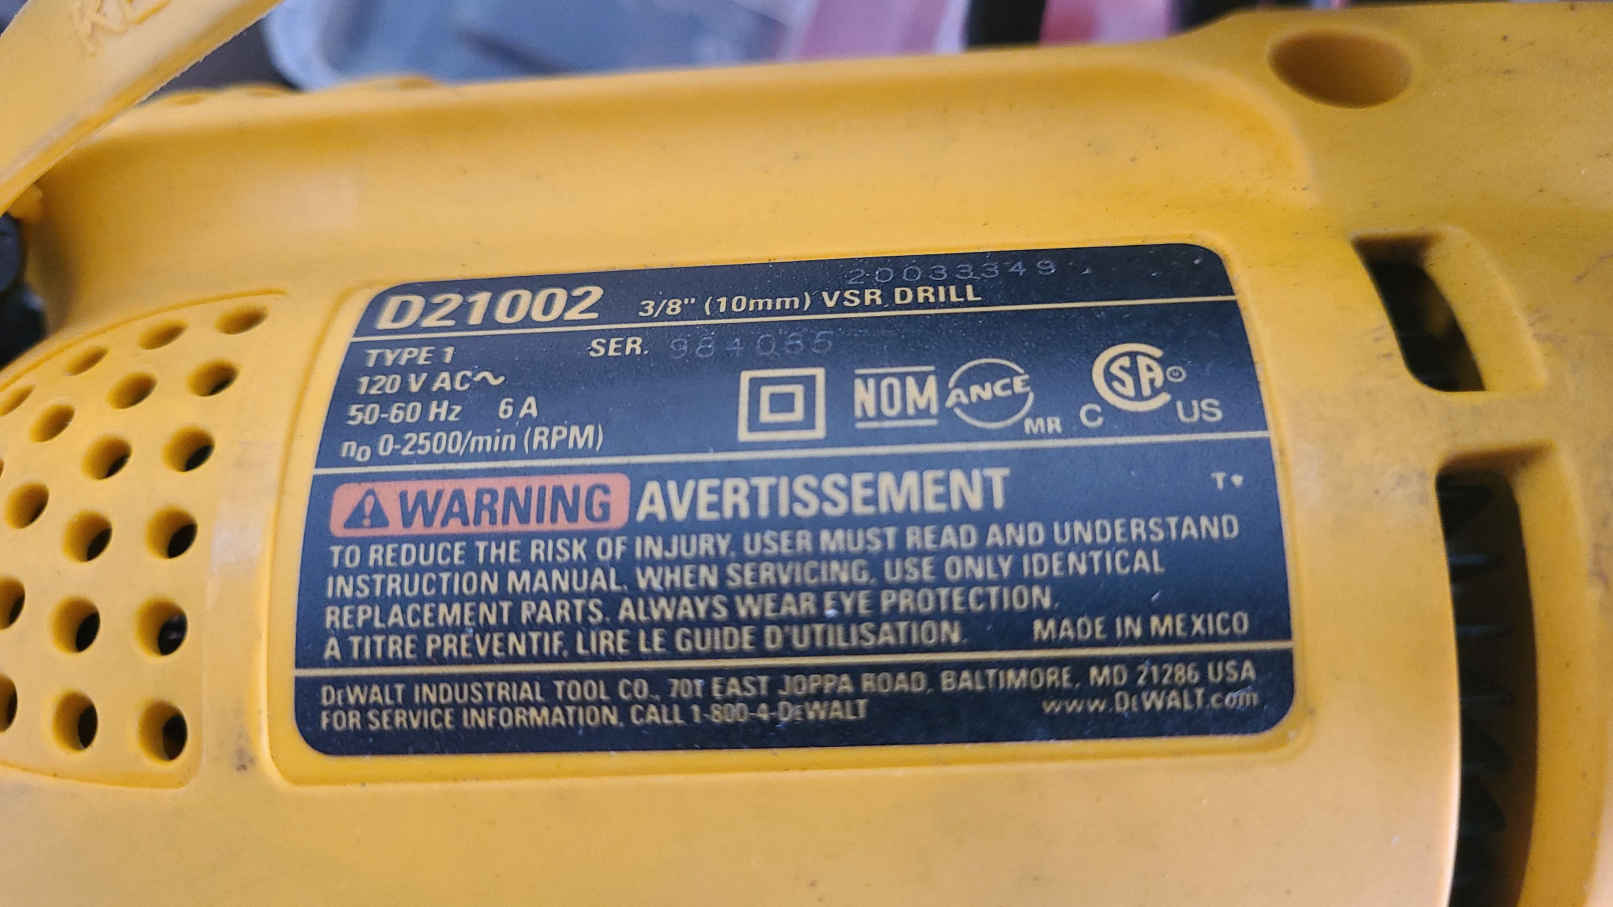 20033349
D21002 3/8" (10mm) VSR DRILL
TYPE 1 SER. 984065
120 V AC~
50-60 Hz 6 A
n₀ 0-2500/min (RPM)
NOM ANCE MR C SA US
WARNING AVERTISSEMENT T
TO REDUCE THE RISK OF INJURY, USER MUST READ AND UNDERSTAND
INSTRUCTION MANUAL. WHEN SERVICING, USE ONLY IDENTICAL
REPLACEMENT PARTS. ALWAYS WEAR EYE PROTECTION.
À TITRE PRÉVENTIF, LIRE LE GUIDE D'UTILISATION. MADE IN MEXICO
DEWALT INDUSTRIAL TOOL CO., 701 EAST JOPPA ROAD, BALTIMORE, MD 21286 USA
FOR SERVICE INFORMATION, CALL 1-800-4-DEWALT www.DEWALT.com